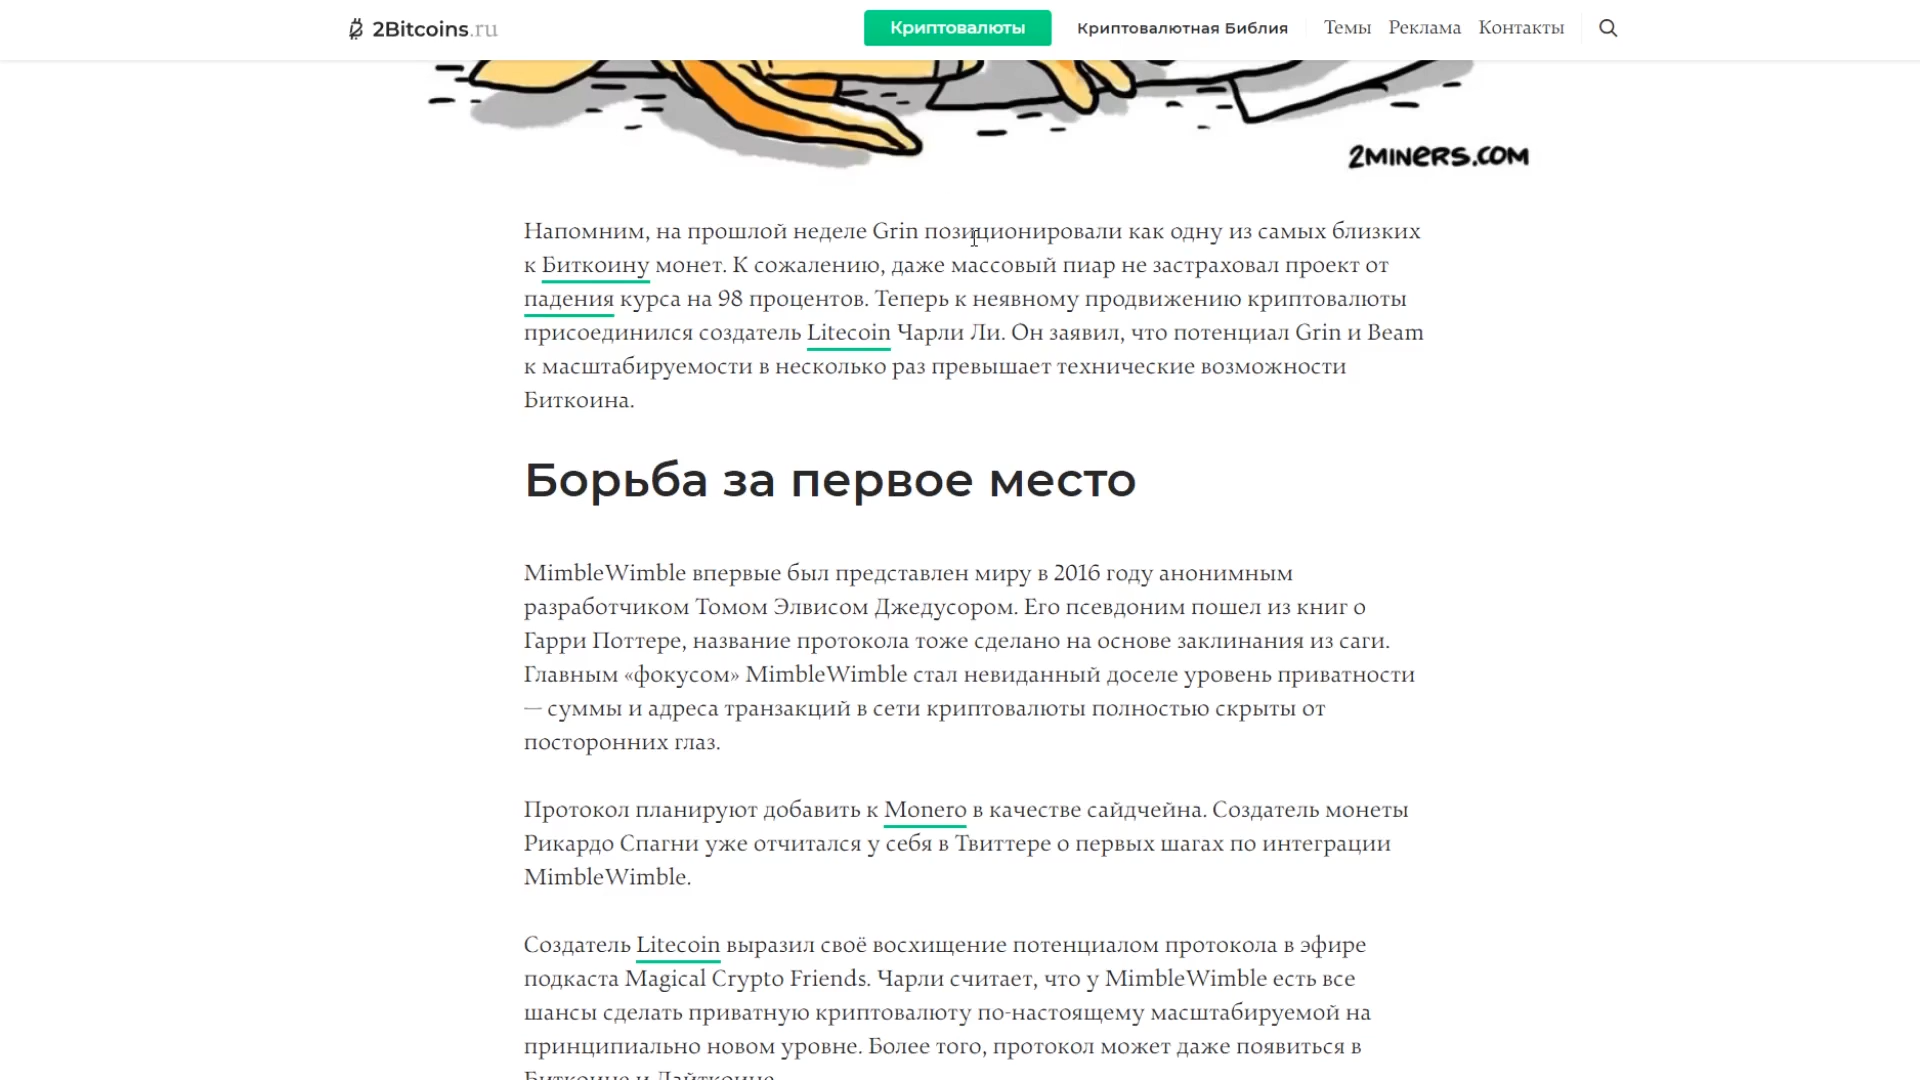 2Bitcoins.ru
Криптовалюты
Криптовалютная Библия
Темы
Реклама
Контакты
2MINERS.COM
Напомним, на прошлой неделе Grin позиционировали как одну из самых близких
к Биткоину монет. К сожалению, даже массовый пиар не застраховал проект от
падения курса на 98 процентов. Теперь к неявному продвижению криптовалюты
присоединился создатель Litecoin Чарли Ли. Он заявил, что потенциал Grin и Beam
к масштабируемости в несколько раз превышает технические возможности
Биткоина.
Борьба за первое место
MimbleWimble впервые был представлен миру в 2016 году анонимным
разработчиком Томом Элвисом Джедусором. Его псевдоним пошел из книг о
Гарри Поттере, название протокола тоже сделано на основе заклинания из саги.
Главным «фокусом» MimbleWimble стал невиданный доселе уровень приватности
— суммы и адреса транзакций в сети криптовалюты полностью скрыты от
посторонних глаз.
Протокол планируют добавить к Monero в качестве сайдчейна. Создатель монеты
Рикардо Спагни уже отчитался у себя в Твиттере о первых шагах по интеграции
MimbleWimble.
Создатель Litecoin выразил своё восхищение потенциалом протокола в эфире
подкаста Magical Crypto Friends. Чарли считает, что у MimbleWimble есть все
шансы сделать приватную криптовалюту по-настоящему масштабируемой на
принципиально новом уровне. Более того, протокол может даже появиться в
Биткоине и Лайткоине.